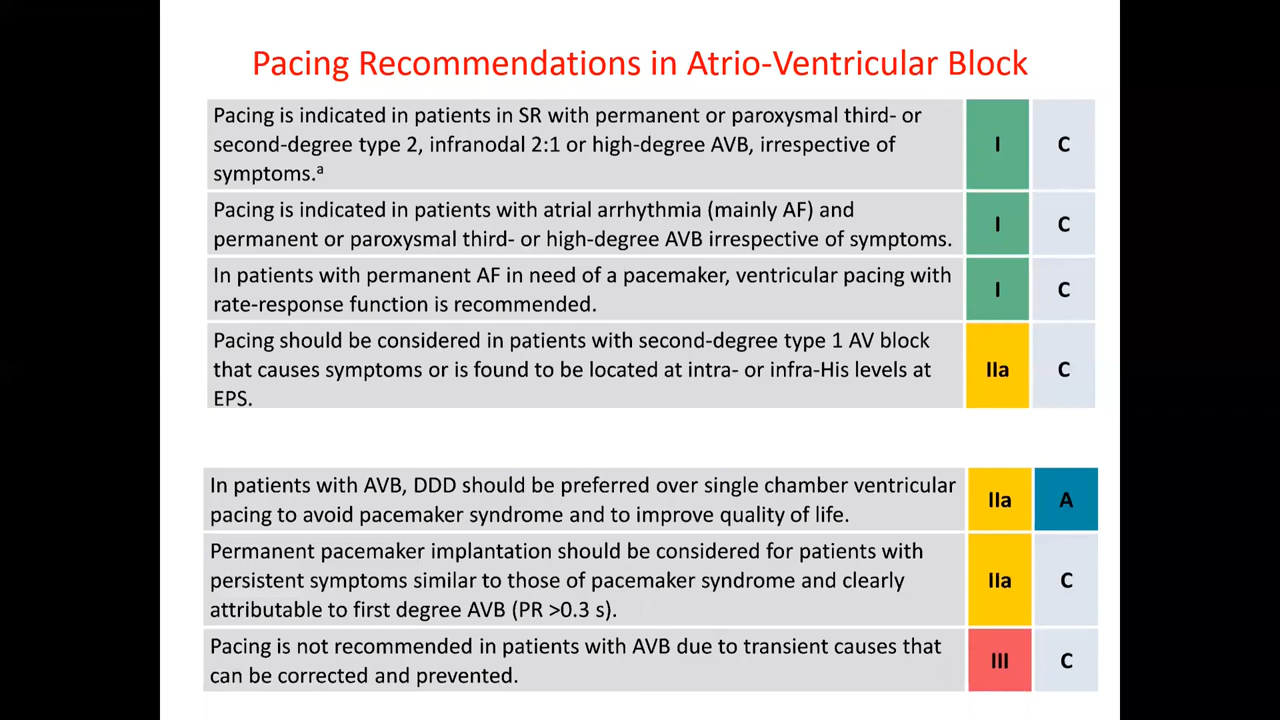 Pacing Recommendations in Atrio-Ventricular Block
Pacing is indicated in patients in SR with permanent or paroxysmal third- or
second-degree type 2, infranodal 2:1 or high-degree AVB, irrespective of
symptoms.ᵃ
I
C
Pacing is indicated in patients with atrial arrhythmia (mainly AF) and
permanent or paroxysmal third- or high-degree AVB irrespective of symptoms.
I
C
In patients with permanent AF in need of a pacemaker, ventricular pacing with
rate-response function is recommended.
I
C
Pacing should be considered in patients with second-degree type 1 AV block
that causes symptoms or is found to be located at intra- or infra-His levels at
EPS.
IIa
C
In patients with AVB, DDD should be preferred over single chamber ventricular
pacing to avoid pacemaker syndrome and to improve quality of life.
IIa
A
Permanent pacemaker implantation should be considered for patients with
persistent symptoms similar to those of pacemaker syndrome and clearly
attributable to first degree AVB (PR >0.3 s).
IIa
C
Pacing is not recommended in patients with AVB due to transient causes that
can be corrected and prevented.
III
C